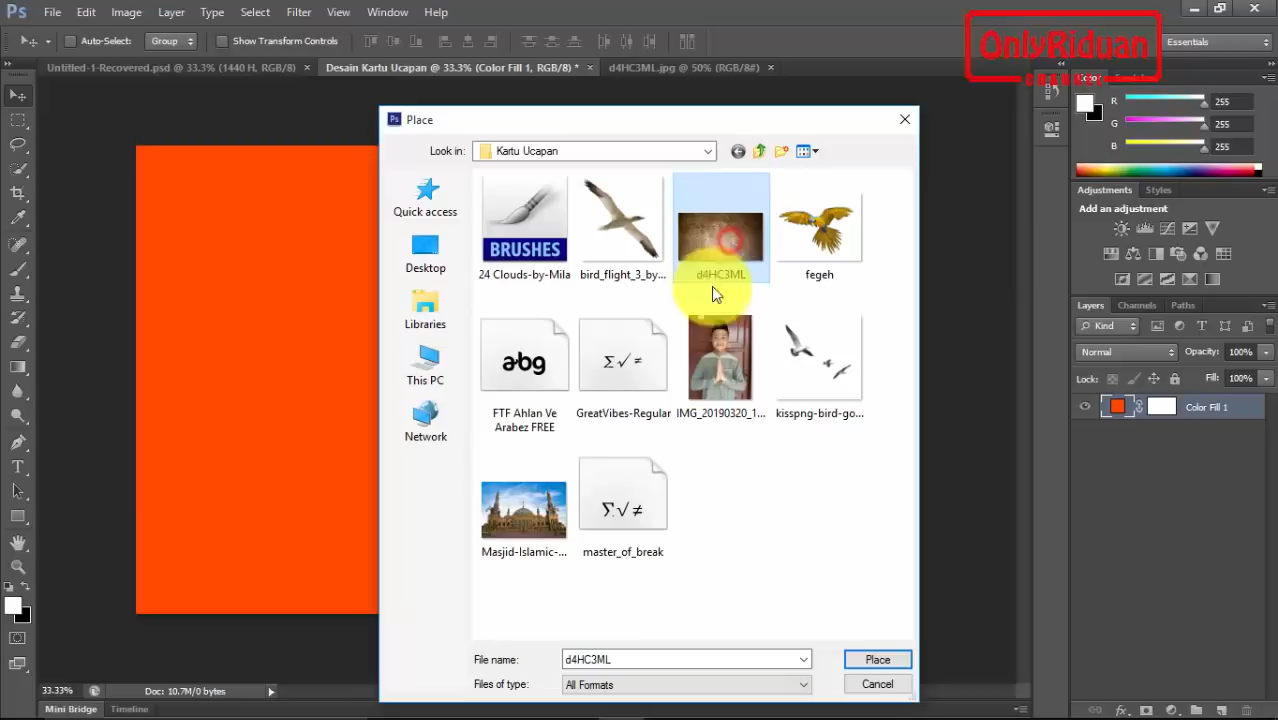 Ps File Edit Image Layer Type Select Filter View Window Help
Auto-Select: Group Show Transform Controls
OnlyRiduan
CHANNEL
Essentials
Untitled-1-Recovered.psd @ 33.3% (1440 H, RGB/8) × Desain Kartu Ucapan @ 33.3% (Color Fill 1, RGB/8) * × d4HC3ML.jpg @ 50% (RGB/8#) ×
Color
R 255
G 255
B 255
Adjustments Styles
Add an adjustment
Layers Channels Paths
Kind
Normal Opacity: 100%
Lock: Fill: 100%
Color Fill 1
Ps Place
Look in: Kartu Ucapan
Quick access
Desktop
Libraries
This PC
Network
BRUSHES
24 Clouds-by-Mila bird_flight_3_by... d4HC3ML fegeh
abg Σ√≠
FTF Ahlan Ve Arabez FREE GreatVibes-Regular IMG_20190320_1... kisspng-bird-go...
Σ√≠
Masjid-Islamic-... master_of_break
File name: d4HC3ML Place
Files of type: All Formats Cancel
33.33% Doc: 10.7M/0 bytes
Mini Bridge Timeline